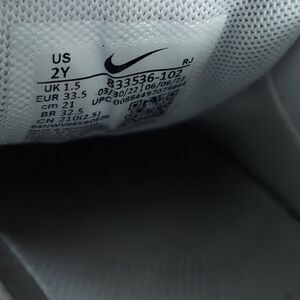 US
2Y
RJ
UK 1.5 833536-102
EUR 33.5 03/30/22 06/06/22
cm 21 UPC
BR 32.5
CN 210(2.5)